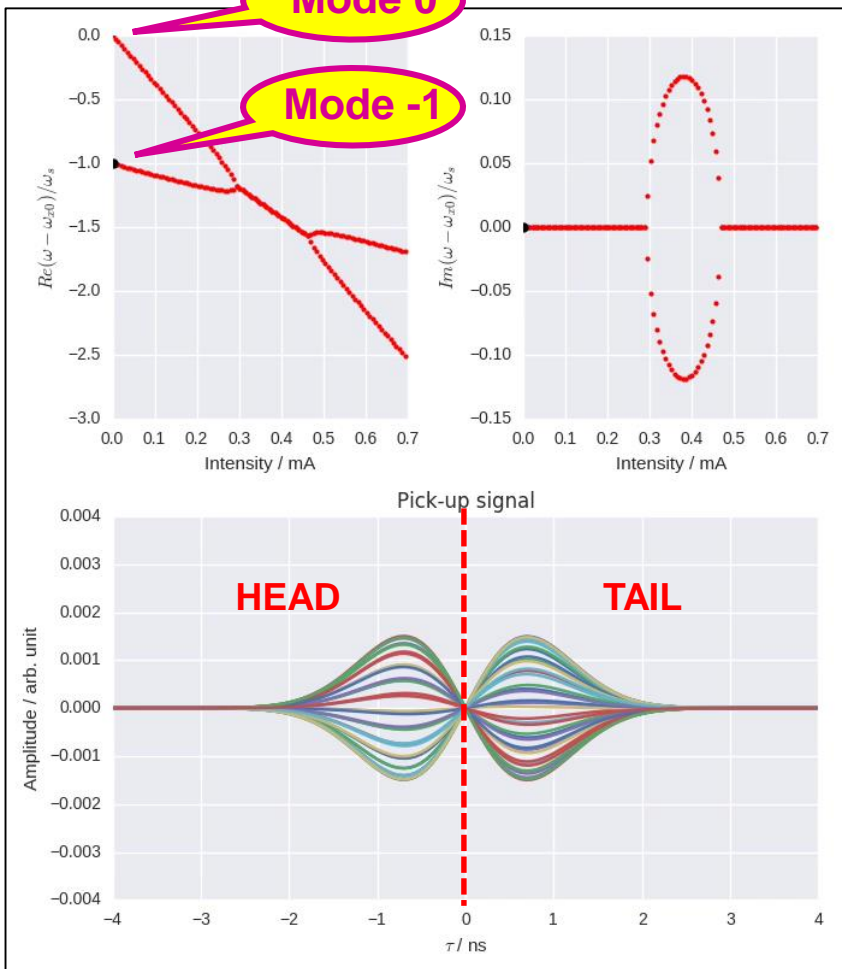 Mode 0
Mode -1
0.0
−0.5
−1.0
−1.5
−2.0
−2.5
−3.0
Re(ω − ω_{x0})/ω_s
0.0 0.1 0.2 0.3 0.4 0.5 0.6 0.7
Intensity / mA
0.15
0.10
0.05
0.00
−0.05
−0.10
−0.15
Im(ω − ω_{x0})/ω_s
0.0 0.1 0.2 0.3 0.4 0.5 0.6 0.7
Intensity / mA
Pick-up signal
0.004
0.003
0.002
0.001
0.000
−0.001
−0.002
−0.003
−0.004
Amplitude / arb. unit
HEAD TAIL
−4 −3 −2 −1 0 1 2 3 4
τ / ns